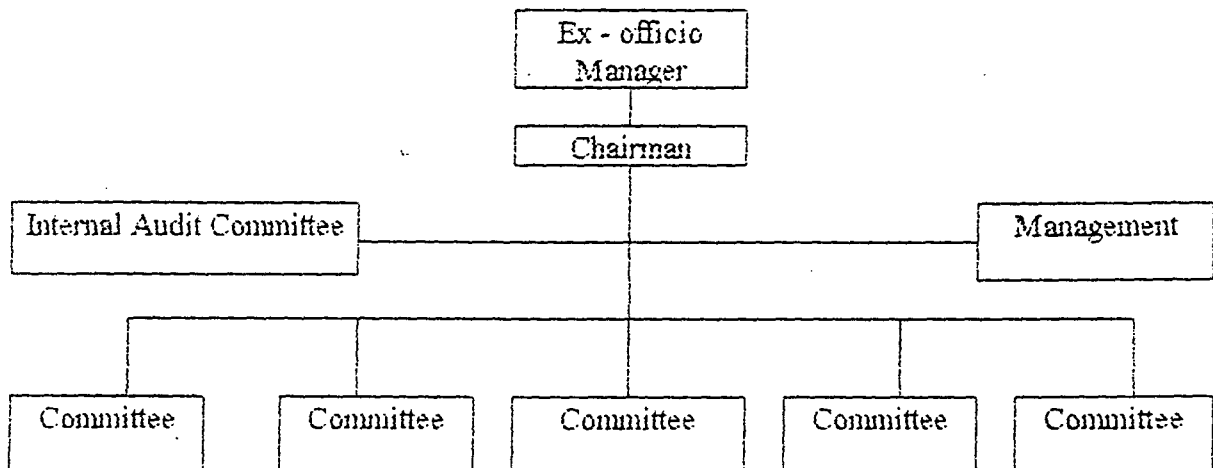 Ex - officio
Manager
Chairman
Internal Audit Committee
Management
Committee
Committee
Committee
Committee
Committee